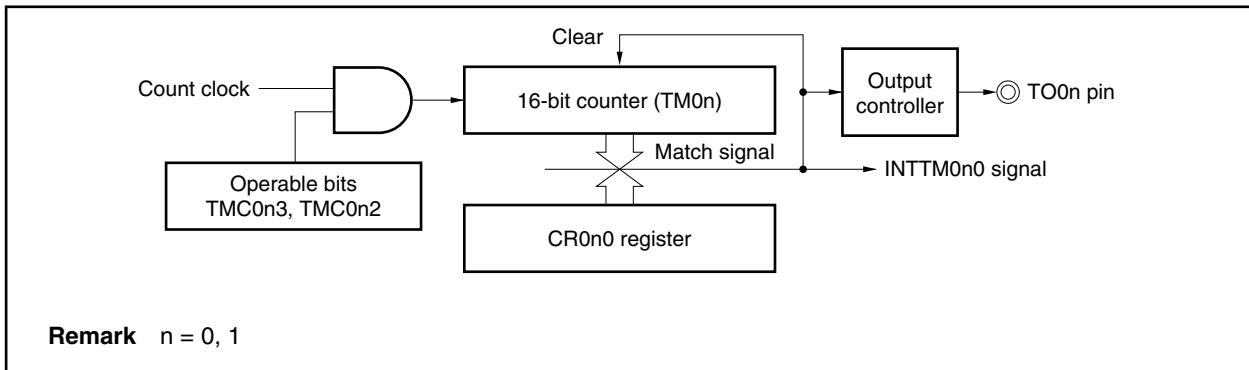 Clear
Count clock
16-bit counter (TM0n)
Output
controller
TO0n pin
Match signal
INTTM0n0 signal
Operable bits
TMC0n3, TMC0n2
CR0n0 register
Remark n = 0, 1